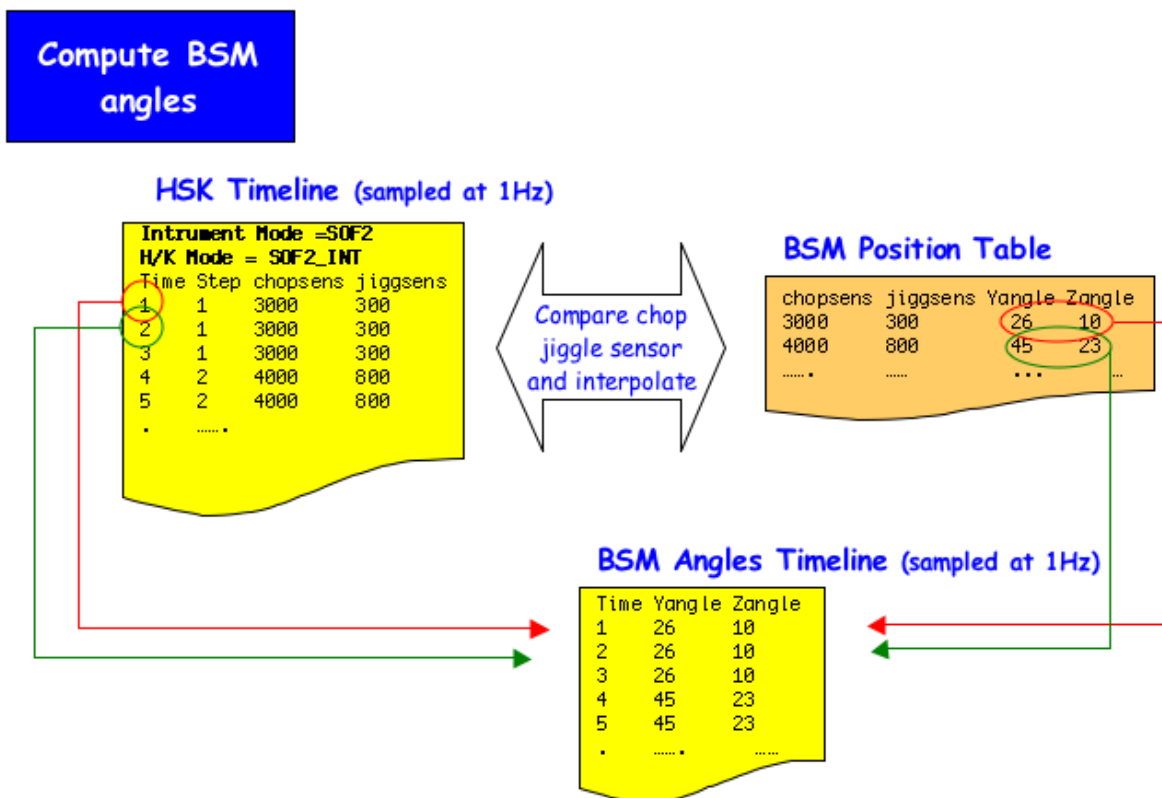 Compute BSM
angles
HSK Timeline (sampled at 1Hz)
Intrument Mode =SOF2
H/K Mode = SOF2_INT
Time Step chopsens jiggsens
1 1 3000 300
2 1 3000 300
3 1 3000 300
4 2 4000 800
5 2 4000 800
. ...... .
Compare chop
jiggle sensor
and interpolate
BSM Position Table
chopsens jiggsens Yangle Zangle
3000 300 26 10
4000 800 45 23
...... . ...... ... ...
BSM Angles Timeline (sampled at 1Hz)
Time Yangle Zangle
1 26 10
2 26 10
3 26 10
4 45 23
5 45 23
. ...... . ......